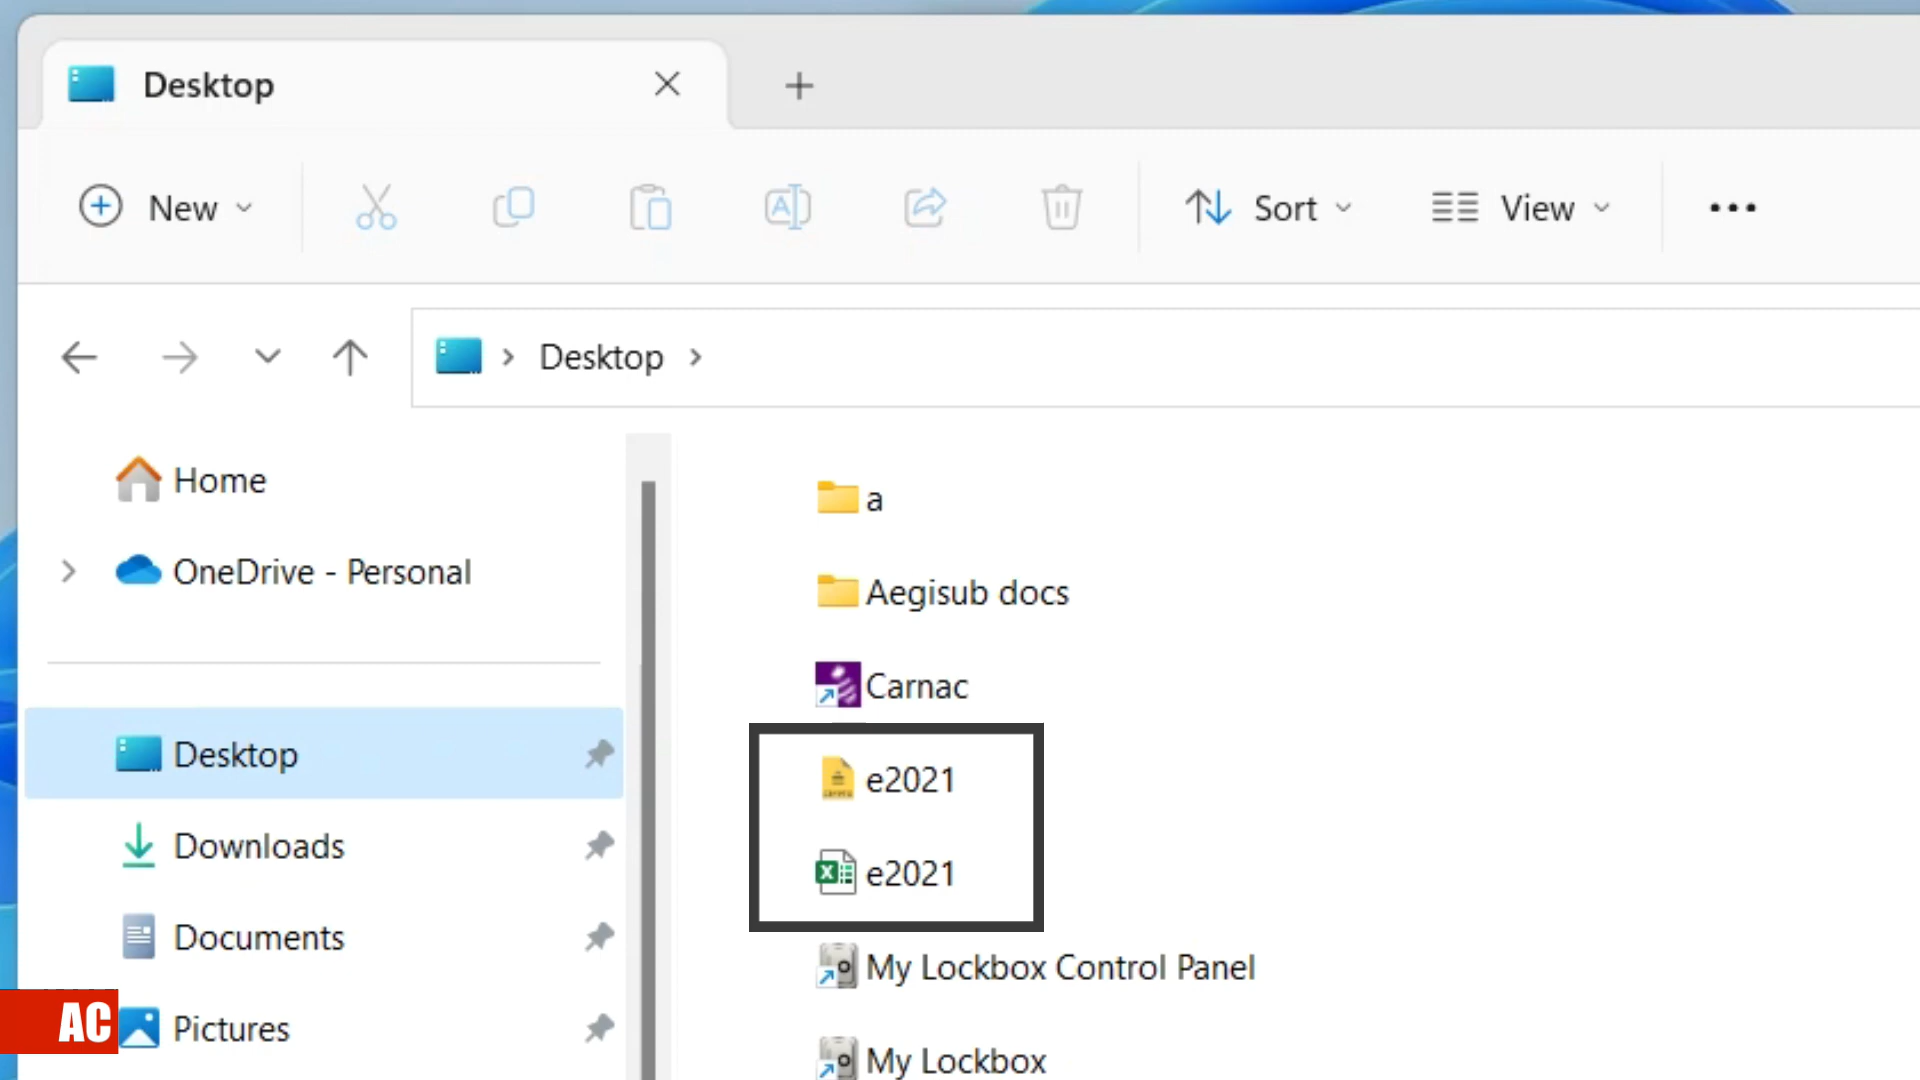 Desktop
New
Sort
View
Desktop
Home
OneDrive - Personal
Desktop
Downloads
Documents
Pictures
a
Aegisub docs
Carnac
e2021
e2021
My Lockbox Control Panel
My Lockbox
AC